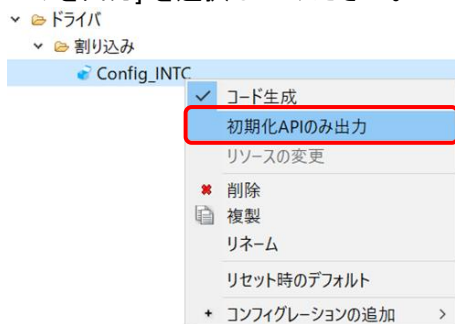 ドライバ
割り込み
Config_INTC
コード生成
初期化APIのみ出力
リソースの変更
削除
複製
リネーム
リセット時のデフォルト
コンフィグレーションの追加